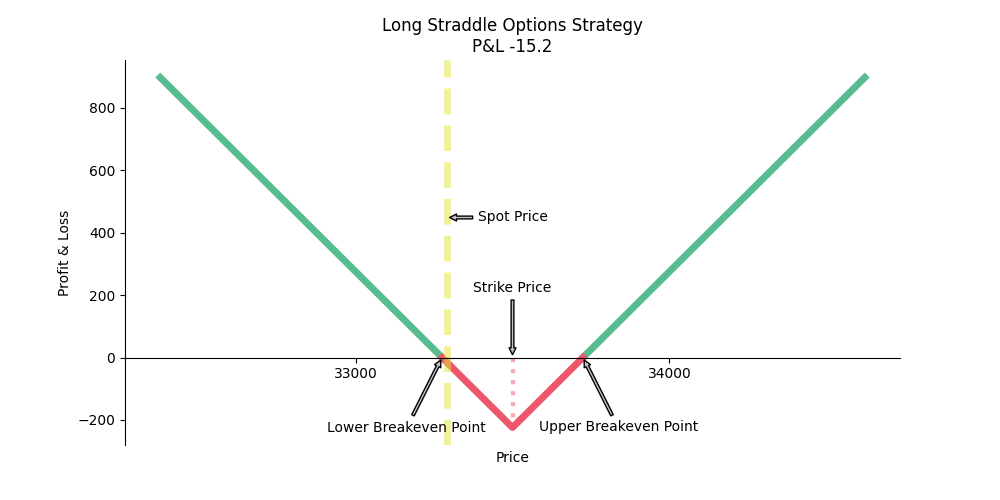 Long Straddle Options Strategy
P&L -15.2
800
600
400
200
0
−200
Profit & Loss
Spot Price
Strike Price
33000
34000
Lower Breakeven Point
Upper Breakeven Point
Price